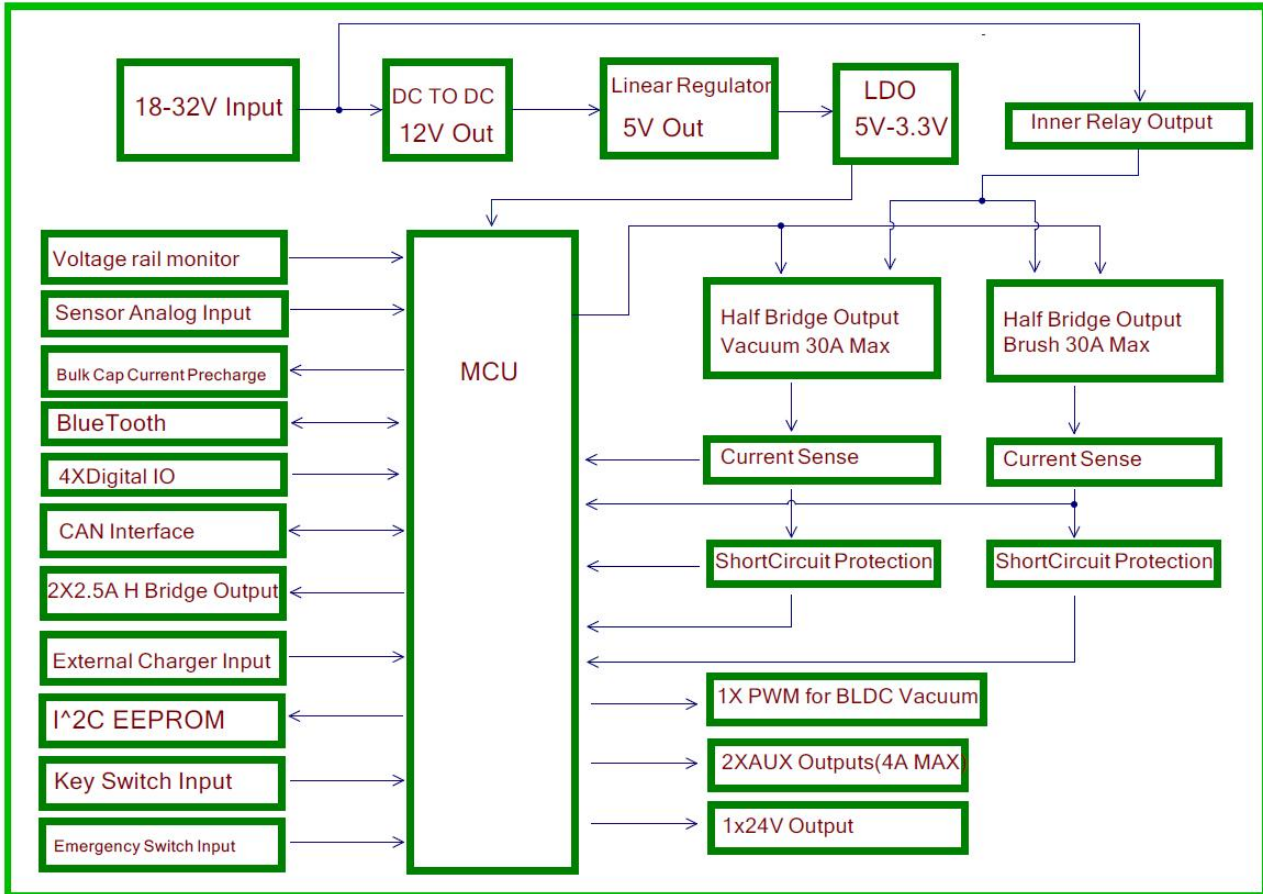 18-32V Input
DC TO DC
12V Out
Linear Regulator
5V Out
LDO
5V-3.3V
Inner Relay Output
Voltage rail monitor
Sensor Analog Input
Bulk Cap Current Precharge
BlueTooth
4XDigital IO
CAN Interface
2X2.5A H Bridge Output
External Charger Input
I^2C EEPROM
Key Switch Input
Emergency Switch Input
MCU
Half Bridge Output
Vacuum 30A Max
Half Bridge Output
Brush 30A Max
Current Sense
Current Sense
ShortCircuit Protection
ShortCircuit Protection
1X PWM for BLDC Vacuum
2XAUX Outputs(4A MAX)
1x24V Output